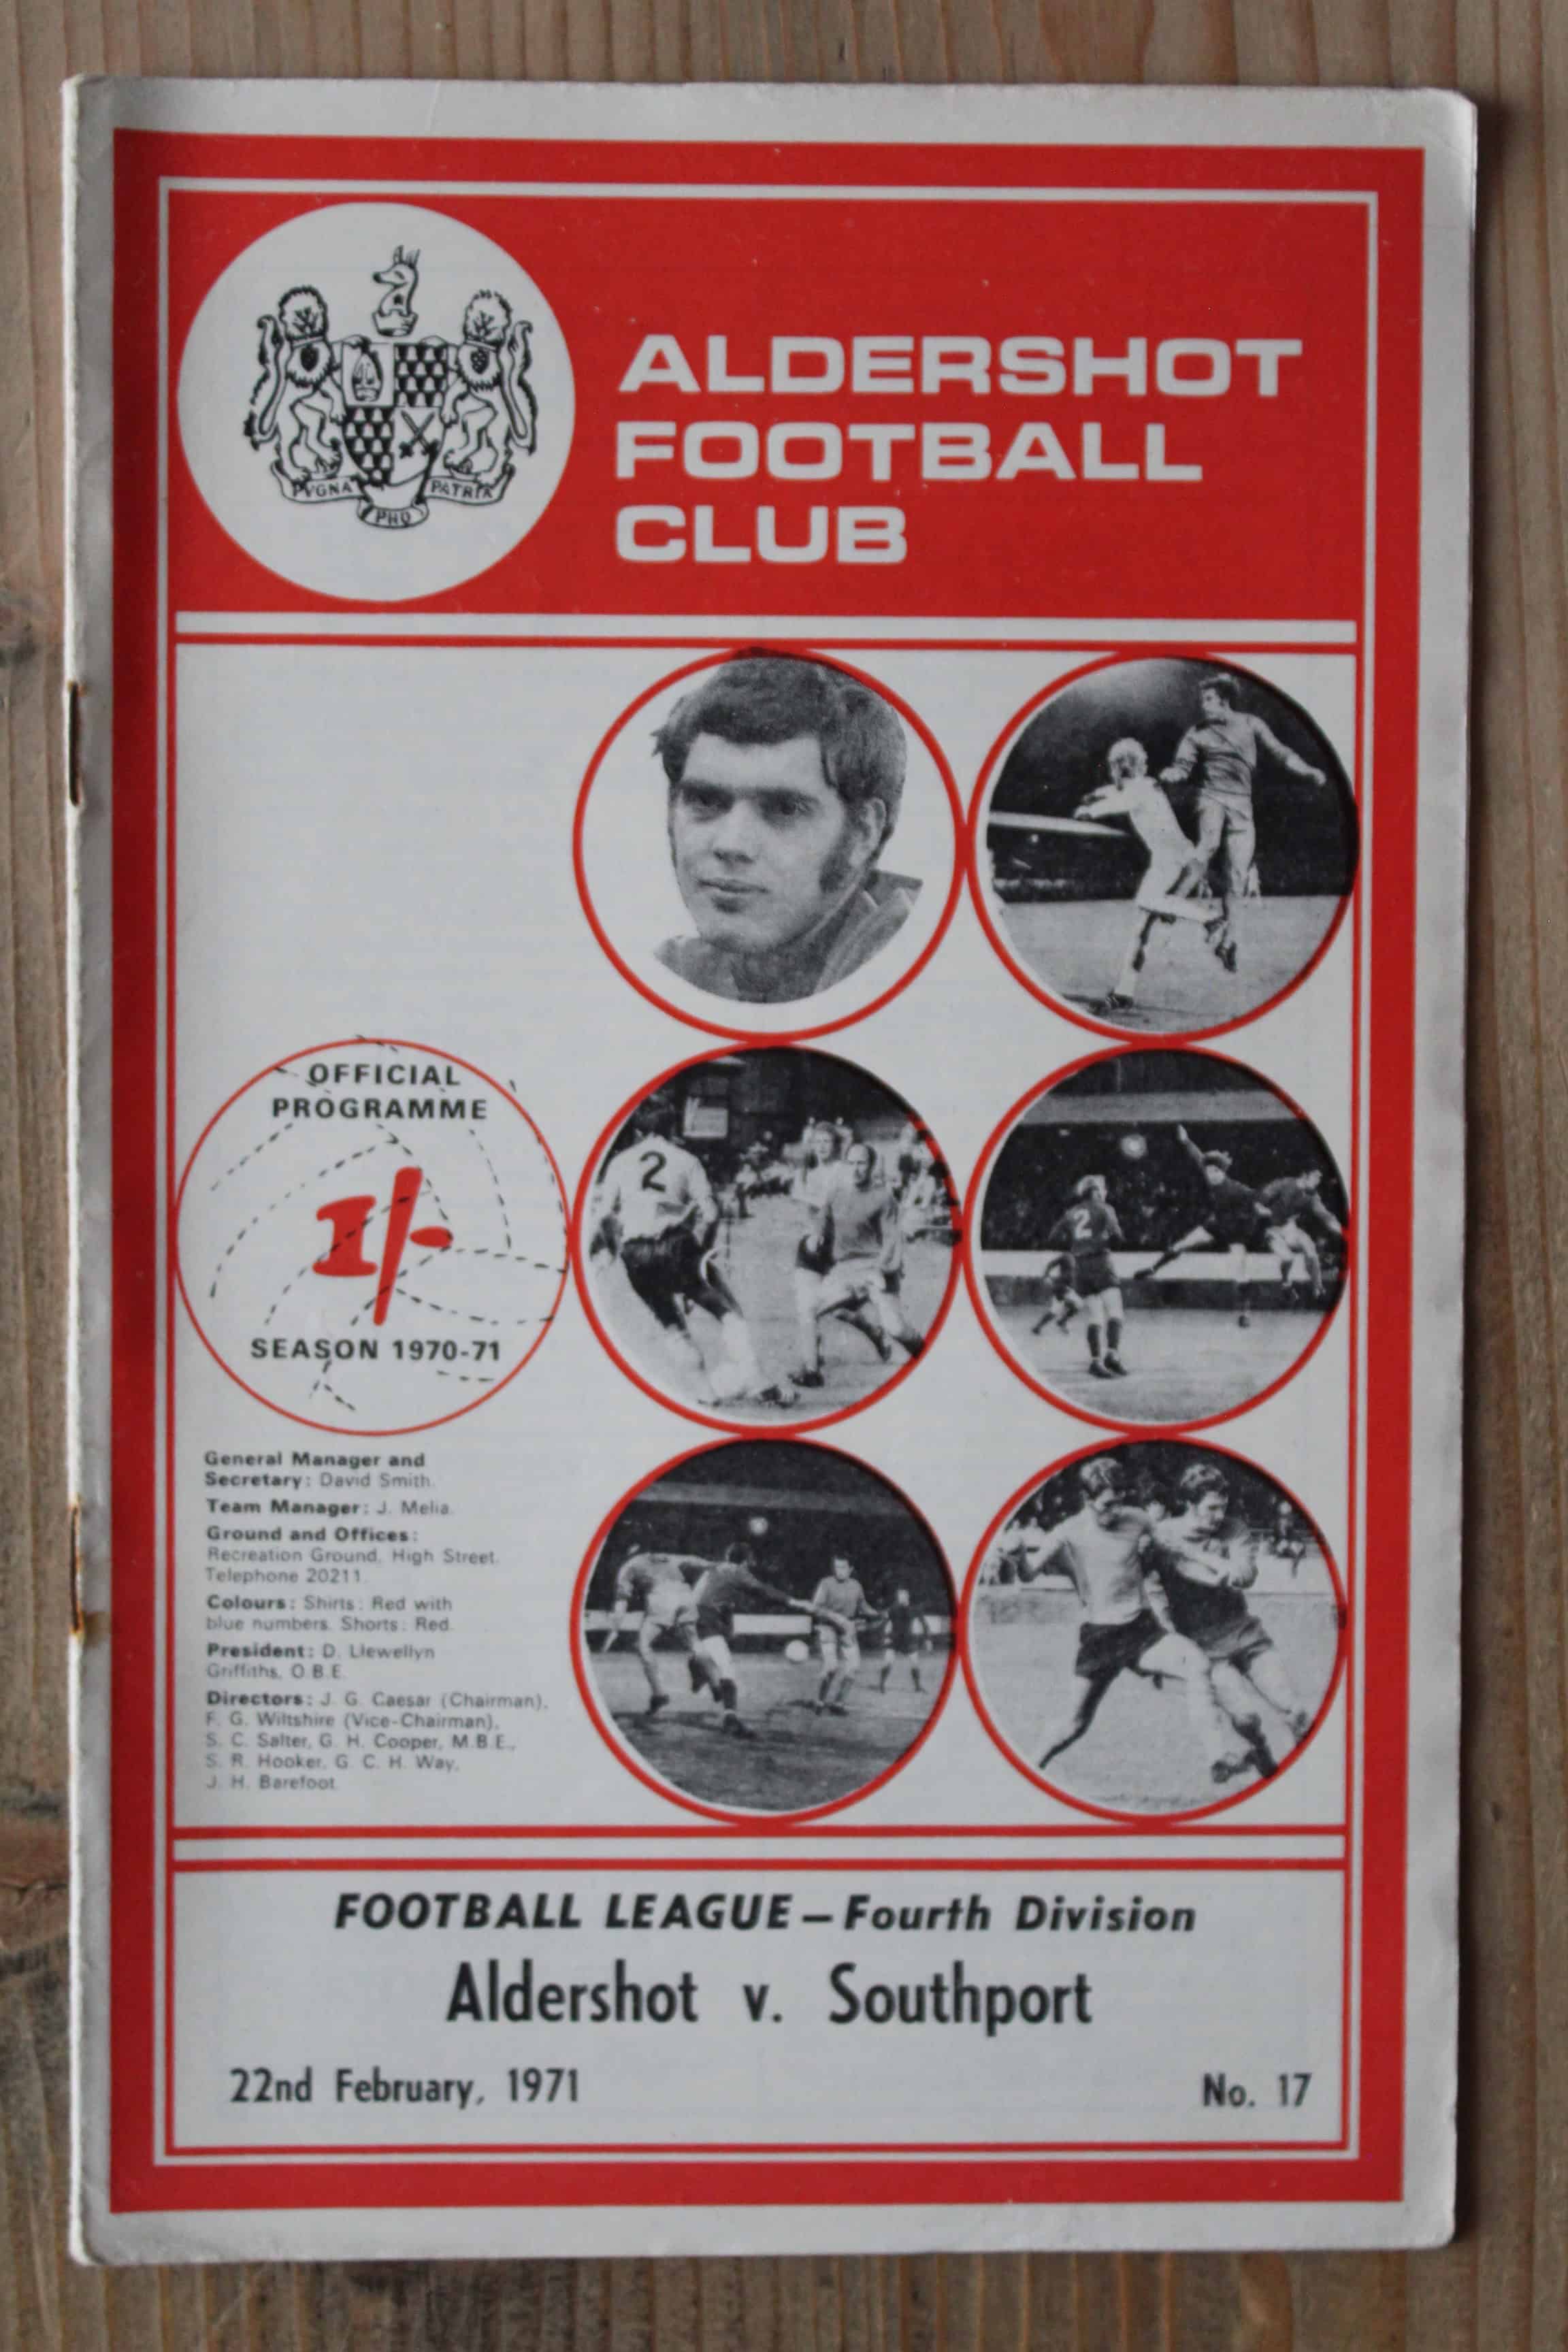 ALDERSHOT
FOOTBALL
CLUB
PVGNA PRO PATRIA
OFFICIAL
PROGRAMME
1/-
SEASON 1970-71
General Manager and
Secretary: David Smith.
Team Manager: J. Melia.
Ground and Offices:
Recreation Ground, High Street.
Telephone 20211.
Colours: Shirts: Red with
blue numbers. Shorts: Red.
President: D. Llewellyn
Griffiths, O.B.E.
Directors: J. G. Caesar (Chairman),
F. G. Wiltshire (Vice-Chairman),
S. C. Salter, G. H. Cooper, M.B.E.,
S. R. Hooker, G. C. H. Way,
J. H. Barefoot.
2
2
FOOTBALL LEAGUE – Fourth Division
Aldershot v. Southport
22nd February, 1971
No. 17